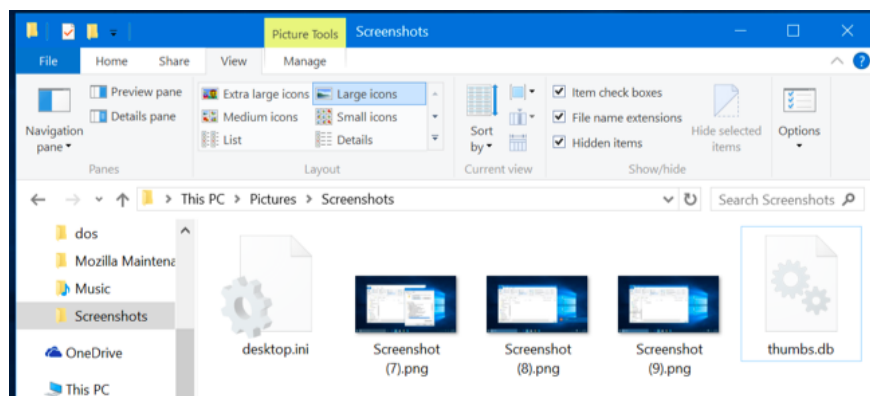 Picture Tools Screenshots
File Home Share View Manage
Preview pane
Details pane
Navigation
pane
Panes
Extra large icons Large icons
Medium icons Small icons
List Details
Layout
Sort
by
Current view
Item check boxes
File name extensions
Hidden items
Hide selected
items
Show/hide
Options
This PC > Pictures > Screenshots
Search Screenshots
dos
Mozilla Maintena
Music
Screenshots
OneDrive
This PC
desktop.ini
Screenshot
(7).png
Screenshot
(8).png
Screenshot
(9).png
thumbs.db